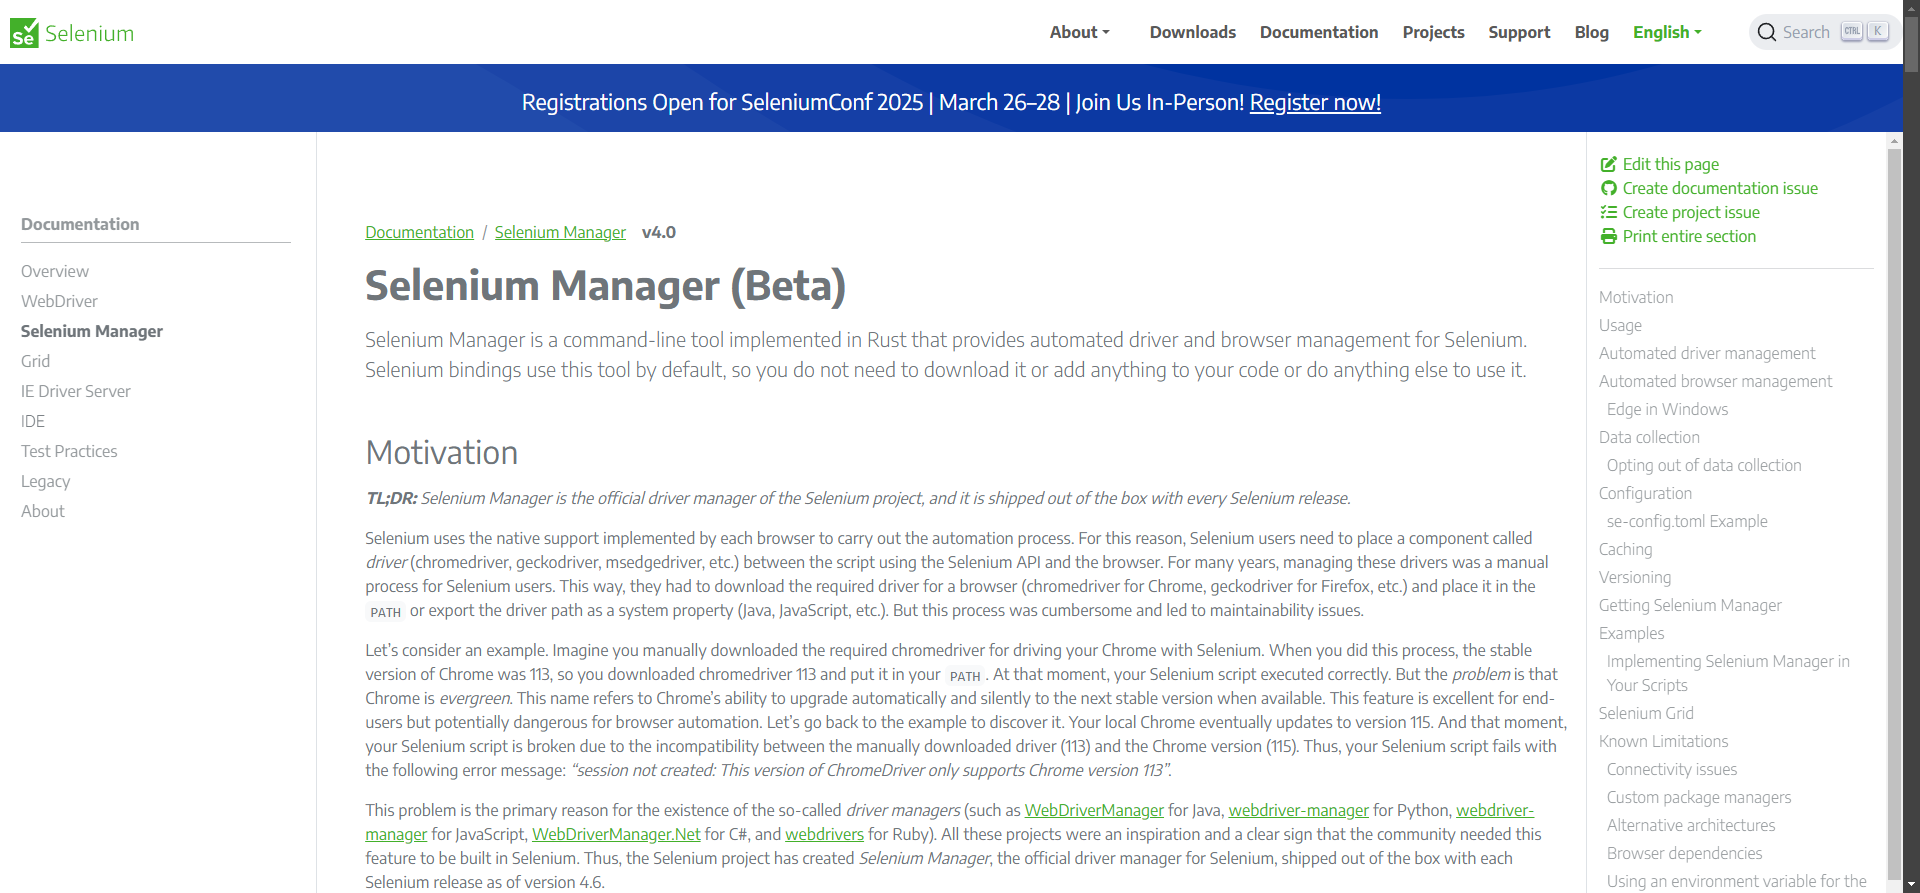 Se Selenium
About
Downloads
Documentation
Projects
Support
Blog
English
Search
CTRL
K
Registrations Open for SeleniumConf 2025 | March 26–28 | Join Us In-Person! Register now!
Documentation
Overview
WebDriver
Selenium Manager
Grid
IE Driver Server
IDE
Test Practices
Legacy
About
Documentation / Selenium Manager v4.0
Selenium Manager (Beta)
Selenium Manager is a command-line tool implemented in Rust that provides automated driver and browser management for Selenium.
Selenium bindings use this tool by default, so you do not need to download it or add anything to your code or do anything else to use it.
Motivation
TL;DR: Selenium Manager is the official driver manager of the Selenium project, and it is shipped out of the box with every Selenium release.
Selenium uses the native support implemented by each browser to carry out the automation process. For this reason, Selenium users need to place a component called
driver (chromedriver, geckodriver, msedgedriver, etc.) between the script using the Selenium API and the browser. For many years, managing these drivers was a manual
process for Selenium users. This way, they had to download the required driver for a browser (chromedriver for Chrome, geckodriver for Firefox, etc.) and place it in the
PATH or export the driver path as a system property (Java, JavaScript, etc.). But this process was cumbersome and led to maintainability issues.
Let’s consider an example. Imagine you manually downloaded the required chromedriver for driving your Chrome with Selenium. When you did this process, the stable
version of Chrome was 113, so you downloaded chromedriver 113 and put it in your PATH. At that moment, your Selenium script executed correctly. But the problem is that
Chrome is evergreen. This name refers to Chrome’s ability to upgrade automatically and silently to the next stable version when available. This feature is excellent for end-
users but potentially dangerous for browser automation. Let’s go back to the example to discover it. Your local Chrome eventually updates to version 115. And that moment,
your Selenium script is broken due to the incompatibility between the manually downloaded driver (113) and the Chrome version (115). Thus, your Selenium script fails with
the following error message: “session not created: This version of ChromeDriver only supports Chrome version 113”.
This problem is the primary reason for the existence of the so-called driver managers (such as WebDriverManager for Java, webdriver-manager for Python, webdriver-
manager for JavaScript, WebDriverManager.Net for C#, and webdrivers for Ruby). All these projects were an inspiration and a clear sign that the community needed this
feature to be built in Selenium. Thus, the Selenium project has created Selenium Manager, the official driver manager for Selenium, shipped out of the box with each
Selenium release as of version 4.6.
Edit this page
Create documentation issue
Create project issue
Print entire section
Motivation
Usage
Automated driver management
Automated browser management
Edge in Windows
Data collection
Opting out of data collection
Configuration
se-config.toml Example
Caching
Versioning
Getting Selenium Manager
Examples
Implementing Selenium Manager in
Your Scripts
Selenium Grid
Known Limitations
Connectivity issues
Custom package managers
Alternative architectures
Browser dependencies
Using an environment variable for the